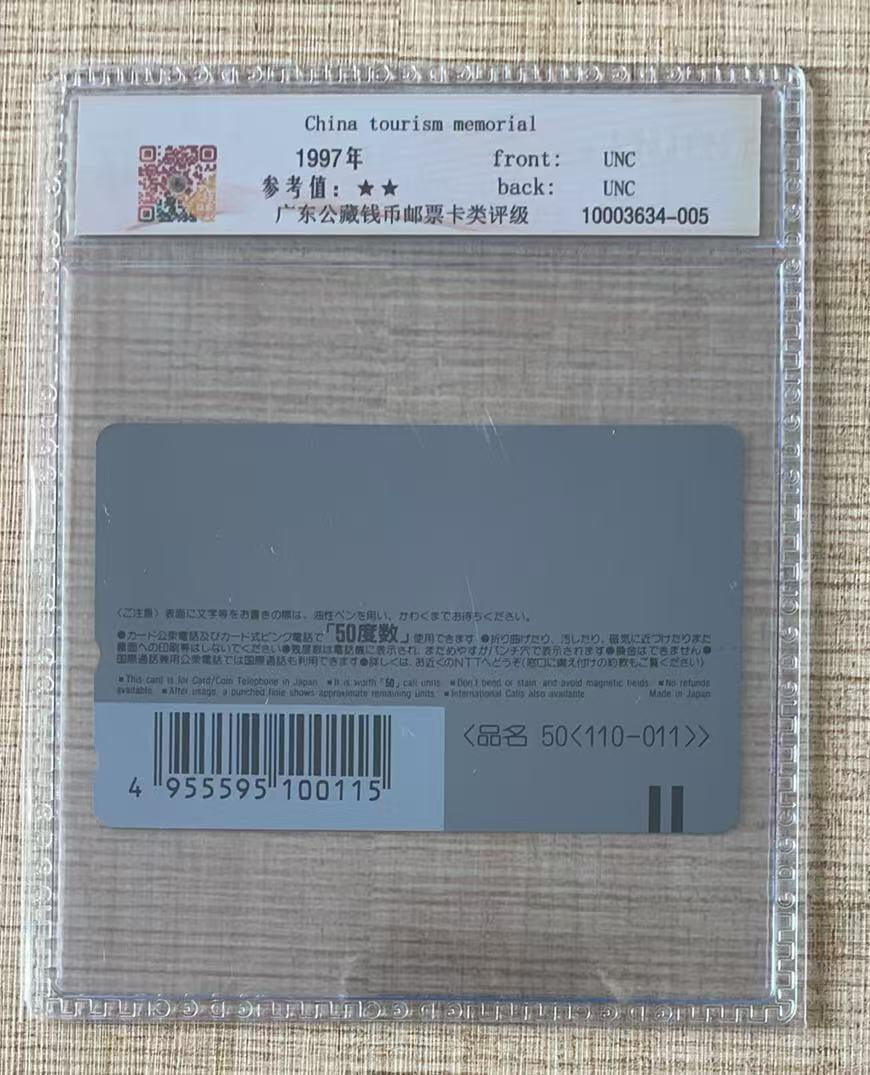 China tourism memorial
1997年 front: UNC
参考值：★★ back: UNC
广东公藏钱币邮票卡类评级 10003634-005
〈ご注意〉表面に文字等をお書きの際は、油性ペンを用い、かわくまでお待ちください。
●カード公衆電話及びカード式ピンク電話で「50度数」使用できます ●折り曲げたり、汚したり、磁気に近づけたりまた
裏面への印刷等はしないでください●残度数は電話機に表示され、まためやすがパンチ穴で表示されます●換金はできません●
国際通話兼用公衆電話では国際通話も利用できます●詳しくは、お近くのNTTへどうぞ(窓口に備え付けの約款もご覧ください)
■This card is for Card/Coin Telephone in Japan ■It is worth「50」call units ■Don't bend or stain and avoid magnetic fields ■No refunds
available ■After usage, a punched hole shows approximate remaining units ■International Calls also available Made in Japan
〈品名 50〈110-011〉〉
4 955595 100115